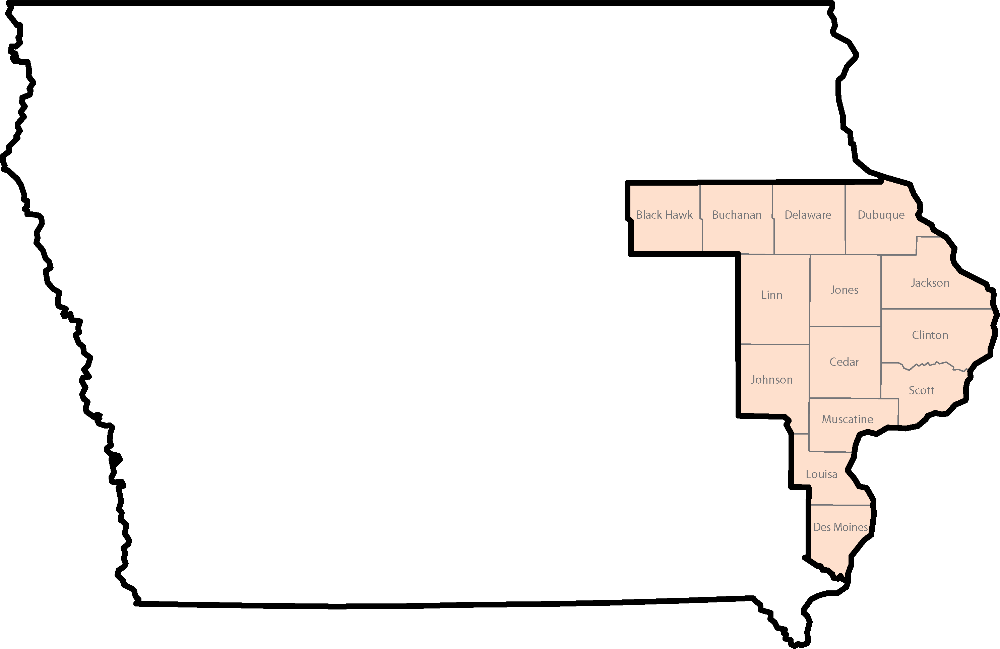 Black Hawk
Buchanan
Delaware
Dubuque
Linn
Jones
Jackson
Clinton
Cedar
Johnson
Scott
Muscatine
Louisa
Des Moines